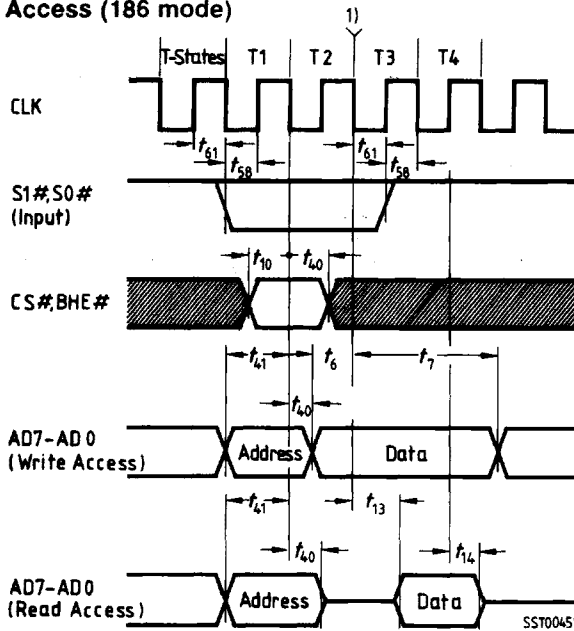 Access (186 mode)
1)
T-States T1 T2 T3 T4
CLK
t61 t61
t58 t58
S1#,S0#
(Input)
t10 t40
CS#,BHE#
t41 t6 t7
t40
AD7-AD0
(Write Access)
Address Data
t41 t13
t40 t14
AD7-AD0
(Read Access)
Address Data
SST0045